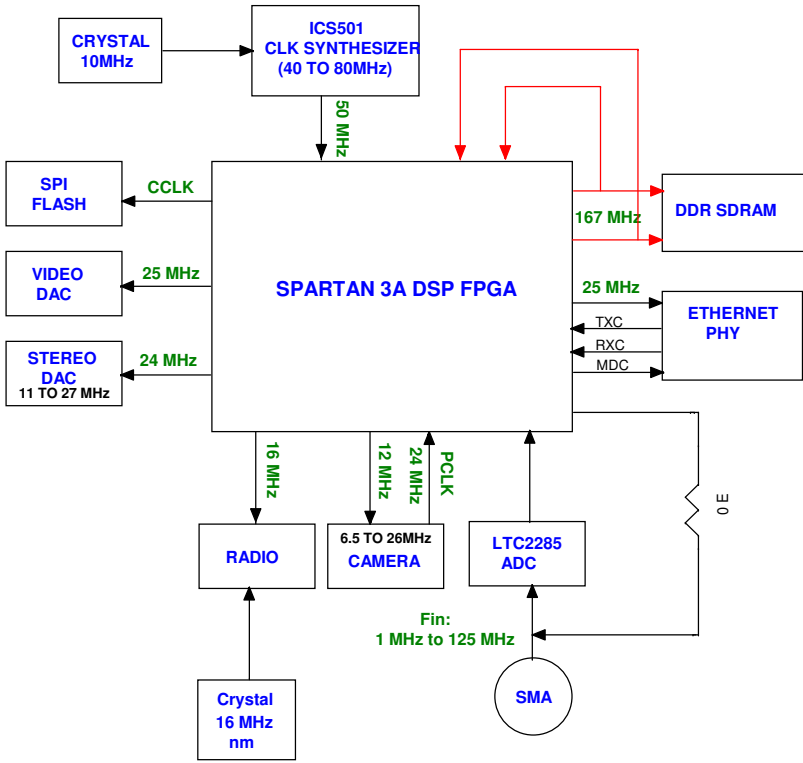 CRYSTAL
10MHz
ICS501
CLK SYNTHESIZER
(40 TO 80MHz)
50 MHz
SPI
FLASH
CCLK
VIDEO
DAC
25 MHz
STEREO
DAC
11 TO 27 MHz
24 MHz
SPARTAN 3A DSP FPGA
167 MHz
DDR SDRAM
25 MHz
TXC
RXC
MDC
ETHERNET
PHY
16 MHz
12 MHz
24 MHz
PCLK
0 E
RADIO
6.5 TO 26MHz
CAMERA
LTC2285
ADC
Fin:
1 MHz to 125 MHz
Crystal
16 MHz
nm
SMA